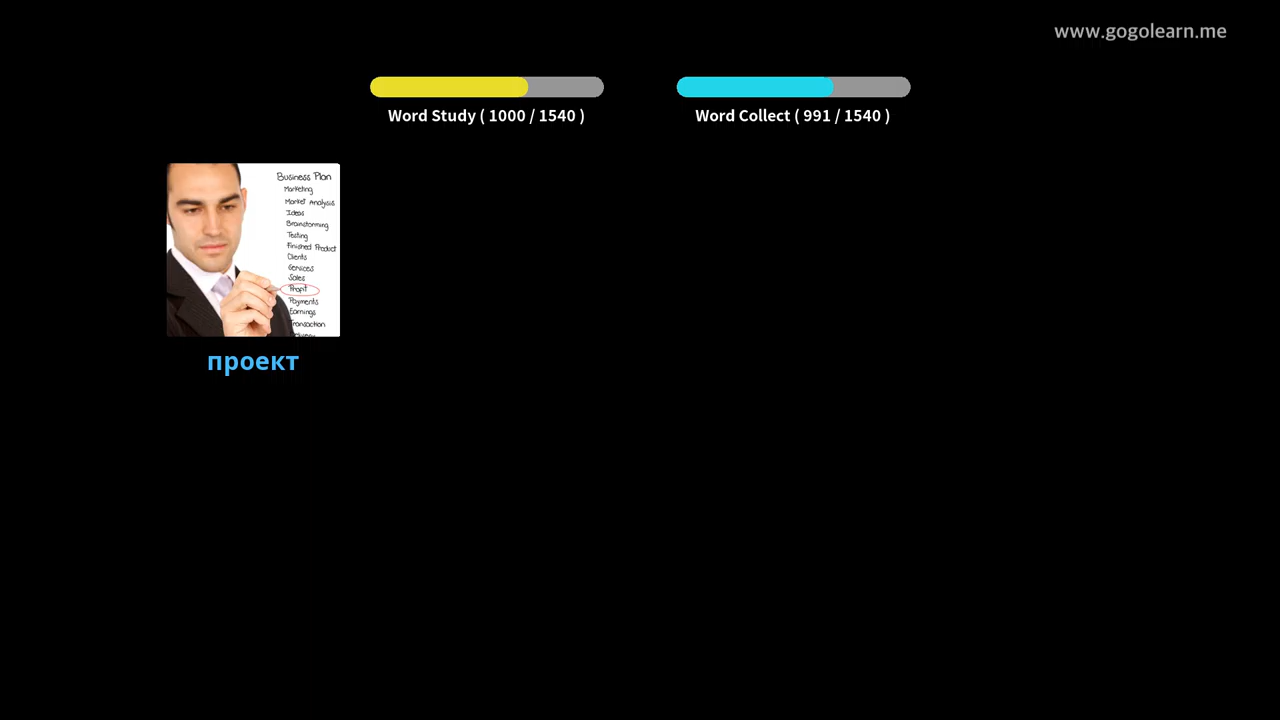 www.gogolearn.me
Word Study ( 1000 / 1540 )
Word Collect ( 991 / 1540 )
Business Plan
Marketing
Market Analysis
Ideas
Brainstorming
Testing
Finished Product
Clients
Services
Sales
Profit
Payments
Earnings
Transaction
проект